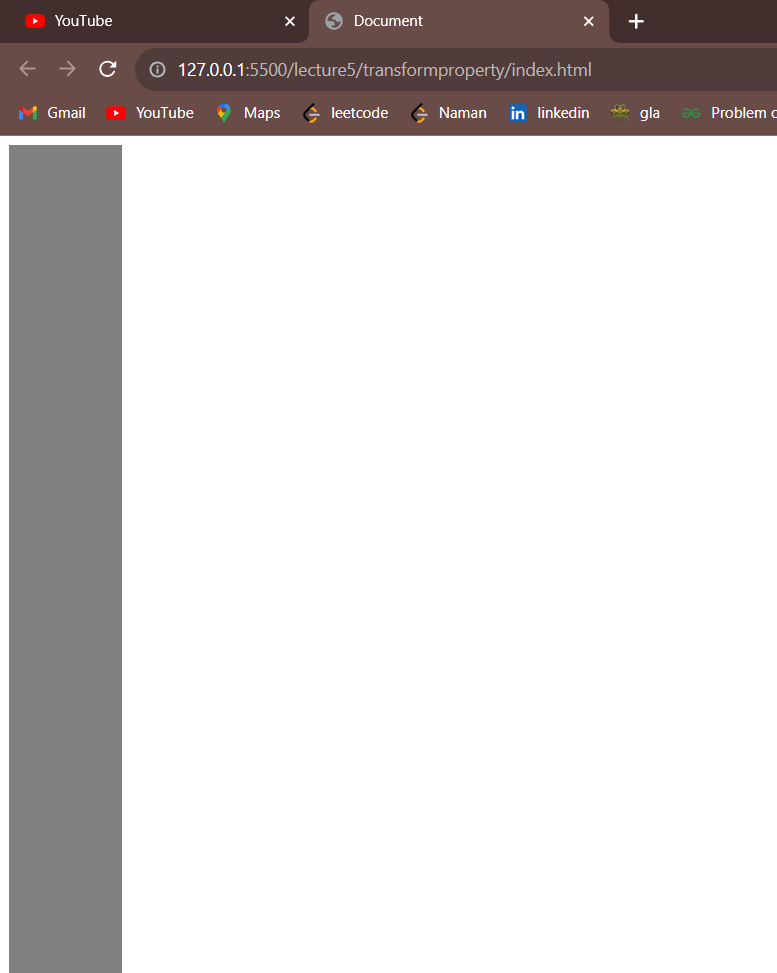 YouTube Document
127.0.0.1:5500/lecture5/transformproperty/index.html
Gmail YouTube Maps leetcode Naman linkedin gla Problem